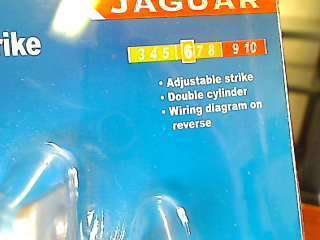 JAGUAR
rike
3 4 5 6 7 8 9 10
• Adjustable strike
• Double cylinder
• Wiring diagram on
reverse